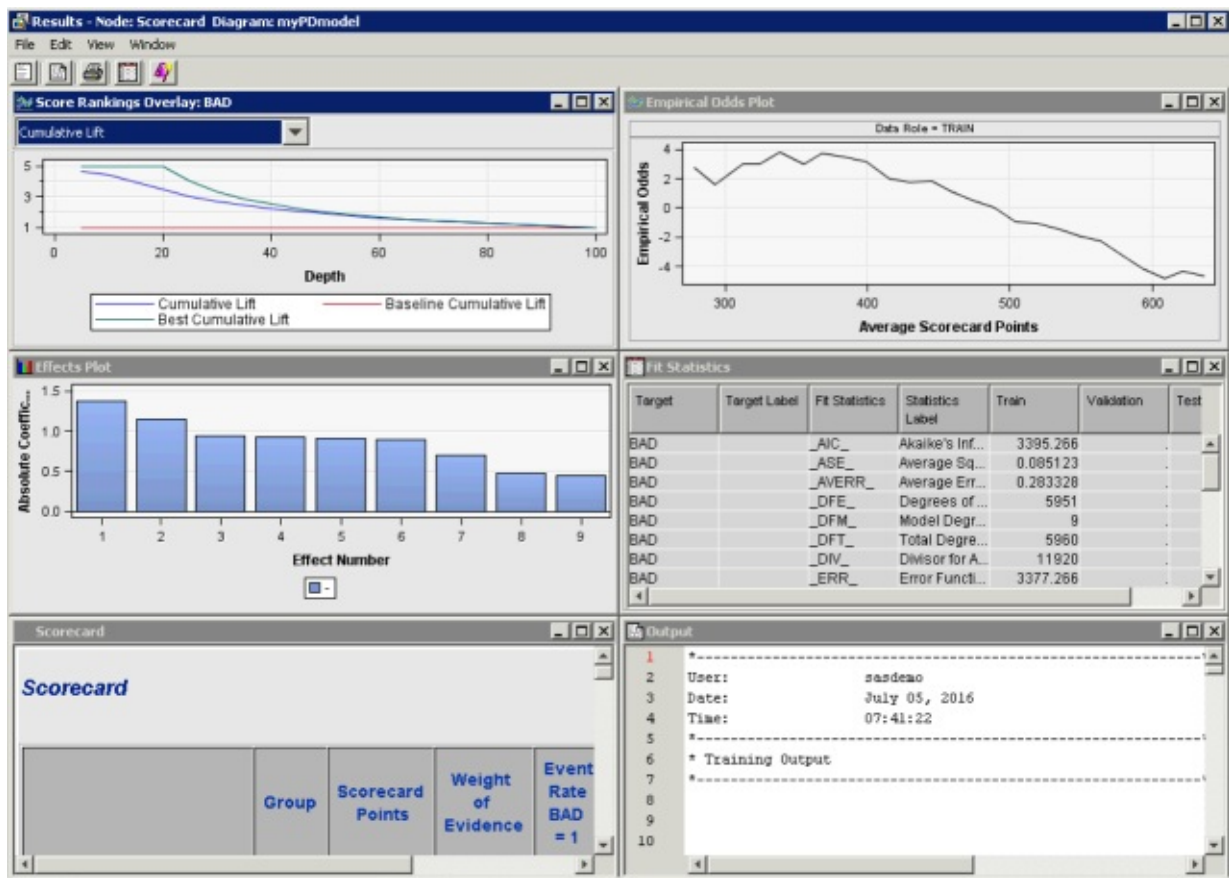 Results - Node: Scorecard Diagram: myPDmodel
File Edit View Window
Score Rankings Overlay: BAD
Cumulative Lift
5
3
1
0 20 40 60 80 100
Depth
Cumulative Lift Baseline Cumulative Lift
Best Cumulative Lift
Empirical Odds Plot
Data Role = TRAIN
Empirical Odds
4
2
0
-2
-4
300 400 500 600
Average Scorecard Points
Effects Plot
Absolute Coeffic...
1.5
1.0
0.5
0.0
1 2 3 4 5 6 7 8 9
Effect Number
-
Fit Statistics
Target Target Label Fit Statistics Statistics Label Train Validation Test
BAD _AIC_ Akaike's Inf... 3395.266 .
BAD _ASE_ Average Sq... 0.085123 .
BAD _AVERR_ Average Err... 0.283328 .
BAD _DFE_ Degrees of ... 5951 .
BAD _DFM_ Model Degr... 9 .
BAD _DFT_ Total Degre... 5960 .
BAD _DIV_ Divisor for A... 11920 .
BAD _ERR_ Error Functi... 3377.266 .
Scorecard
Scorecard
Group Scorecard Points Weight of Evidence Event Rate BAD = 1
Output
1 *------------------------------------------------------------*
2 User: sasdemo
3 Date: July 05, 2016
4 Time: 07:41:22
5 *------------------------------------------------------------*
6 * Training Output
7 *------------------------------------------------------------*
8
9
10